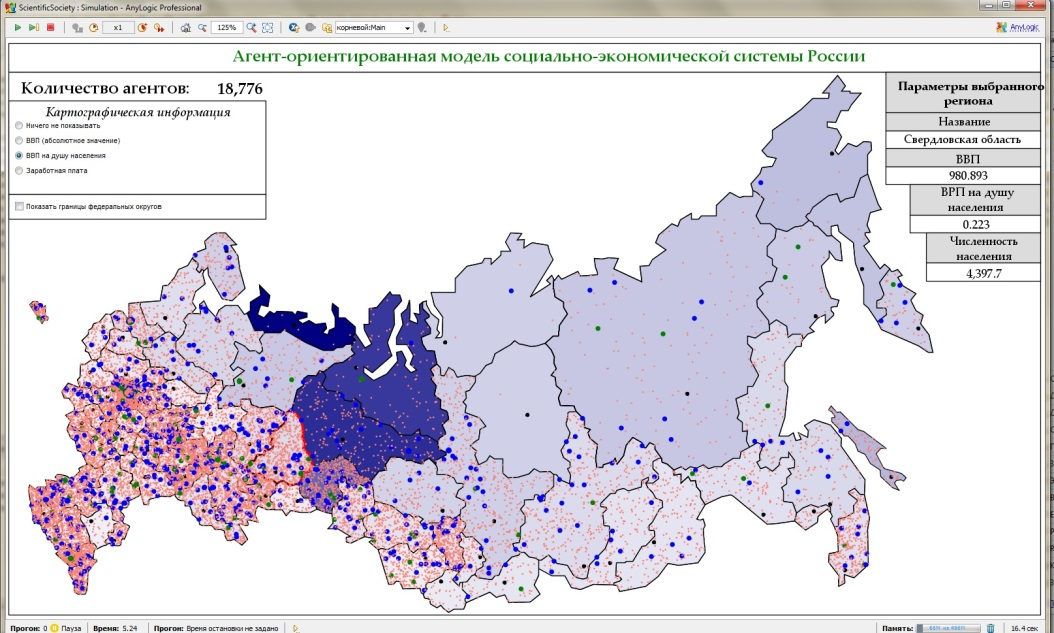 ScientificSociety : Simulation - AnyLogic Professional
x1
125%
корневой:Main
AnyLogic
Агент-ориентированная модель социально-экономической системы России
Количество агентов: 18,776
Картографическая информация
Ничего не показывать
ВВП (абсолютное значение)
ВВП на душу населения
Заработная плата
Показать границы федеральных округов
Параметры выбранного
региона
Название
Свердловская область
ВВП
980.893
ВРП на душу
населения
0.223
Численность
населения
4,397.7
Прогон: 0 Пауза Время: 5.24 Прогон: Время остановки не задано Память: 16.4 сек